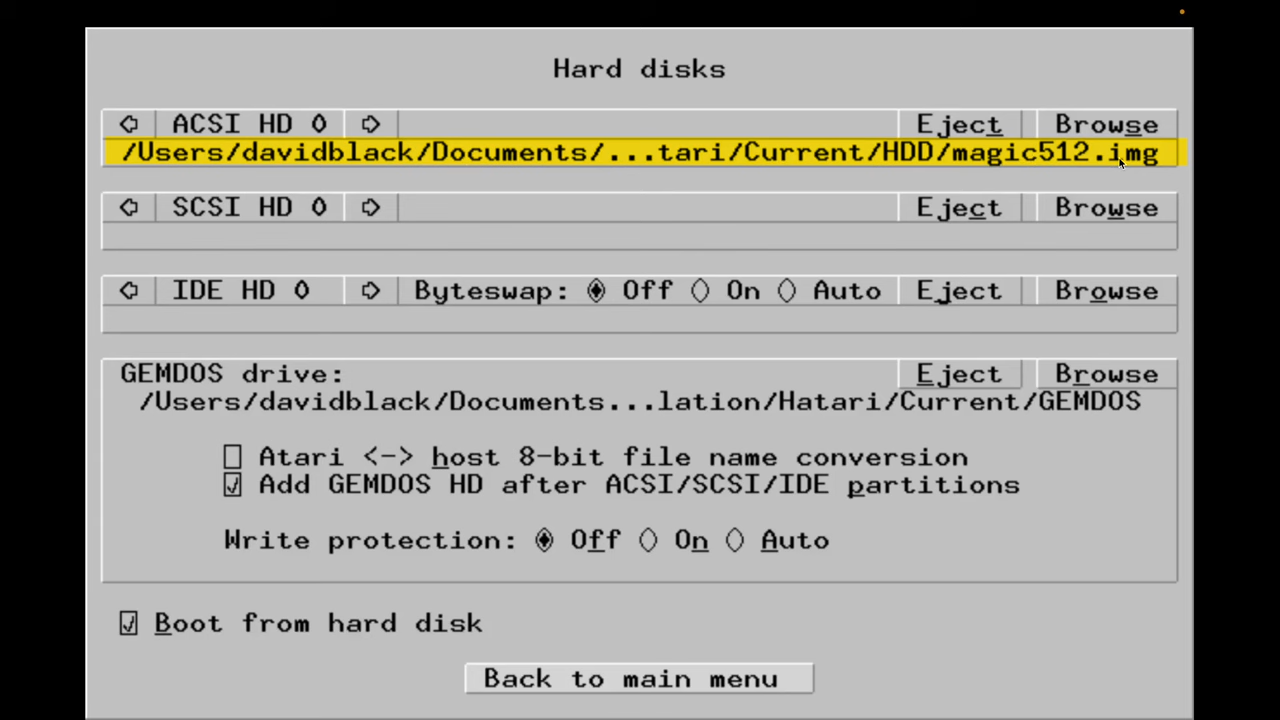 Hard disks
ACSI HD 0 Eject Browse
/Users/davidblack/Documents/...tari/Current/HDD/magic512.img
SCSI HD 0 Eject Browse
IDE HD 0 Byteswap: Off On Auto Eject Browse
GEMDOS drive: Eject Browse
/Users/davidblack/Documents...lation/Hatari/Current/GEMDOS
Atari <-> host 8-bit file name conversion
Add GEMDOS HD after ACSI/SCSI/IDE partitions
Write protection: Off On Auto
Boot from hard disk
Back to main menu